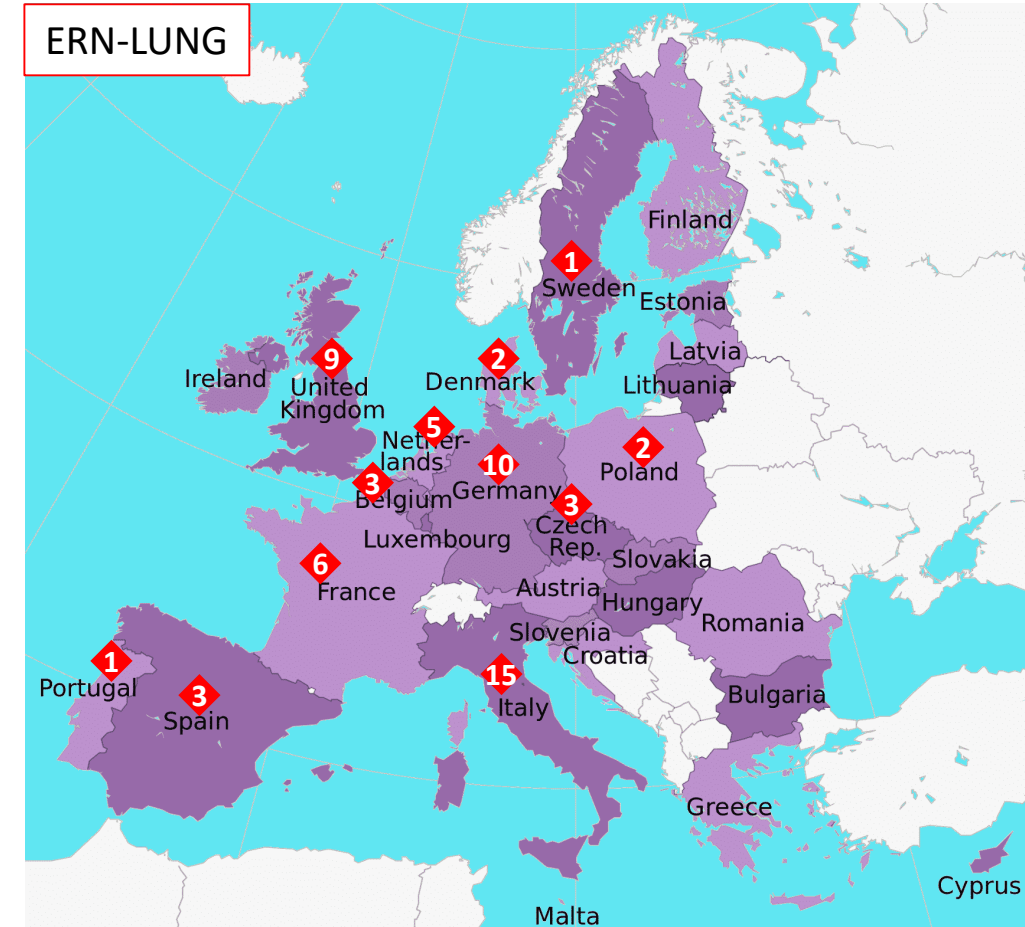 ERN-LUNG
Finland
1
Sweden
Estonia
9
2
Latvia
Ireland
United
Kingdom
Denmark
Lithuania
5
Nether-
lands
2
Poland
10
Germany
3
Belgium
3
Czech
Rep.
Luxembourg
Slovakia
6
France
Austria
Hungary
Romania
Slovenia
Croatia
1
Portugal
3
Spain
15
Italy
Bulgaria
Greece
Cyprus
Malta